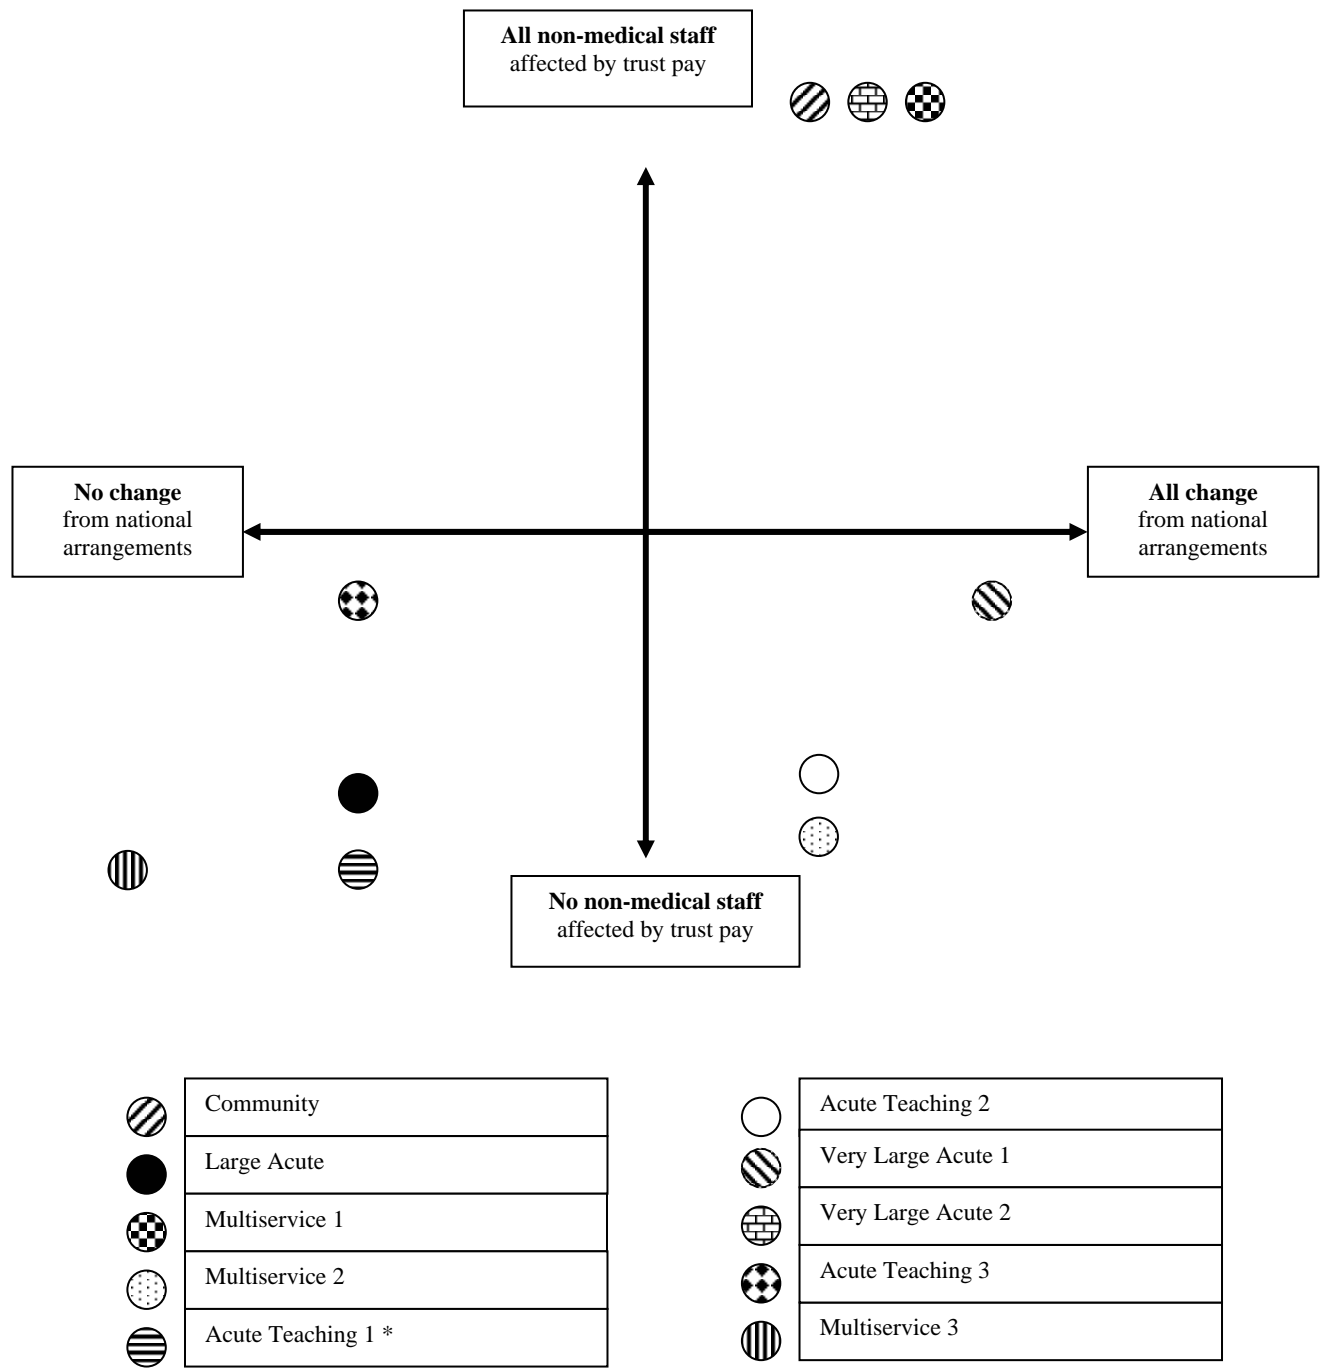 All non-medical staff
affected by trust pay
No change
from national
arrangements
All change
from national
arrangements
No non-medical staff
affected by trust pay
Community
Large Acute
Multiservice 1
Multiservice 2
Acute Teaching 1 *
Acute Teaching 2
Very Large Acute 1
Very Large Acute 2
Acute Teaching 3
Multiservice 3